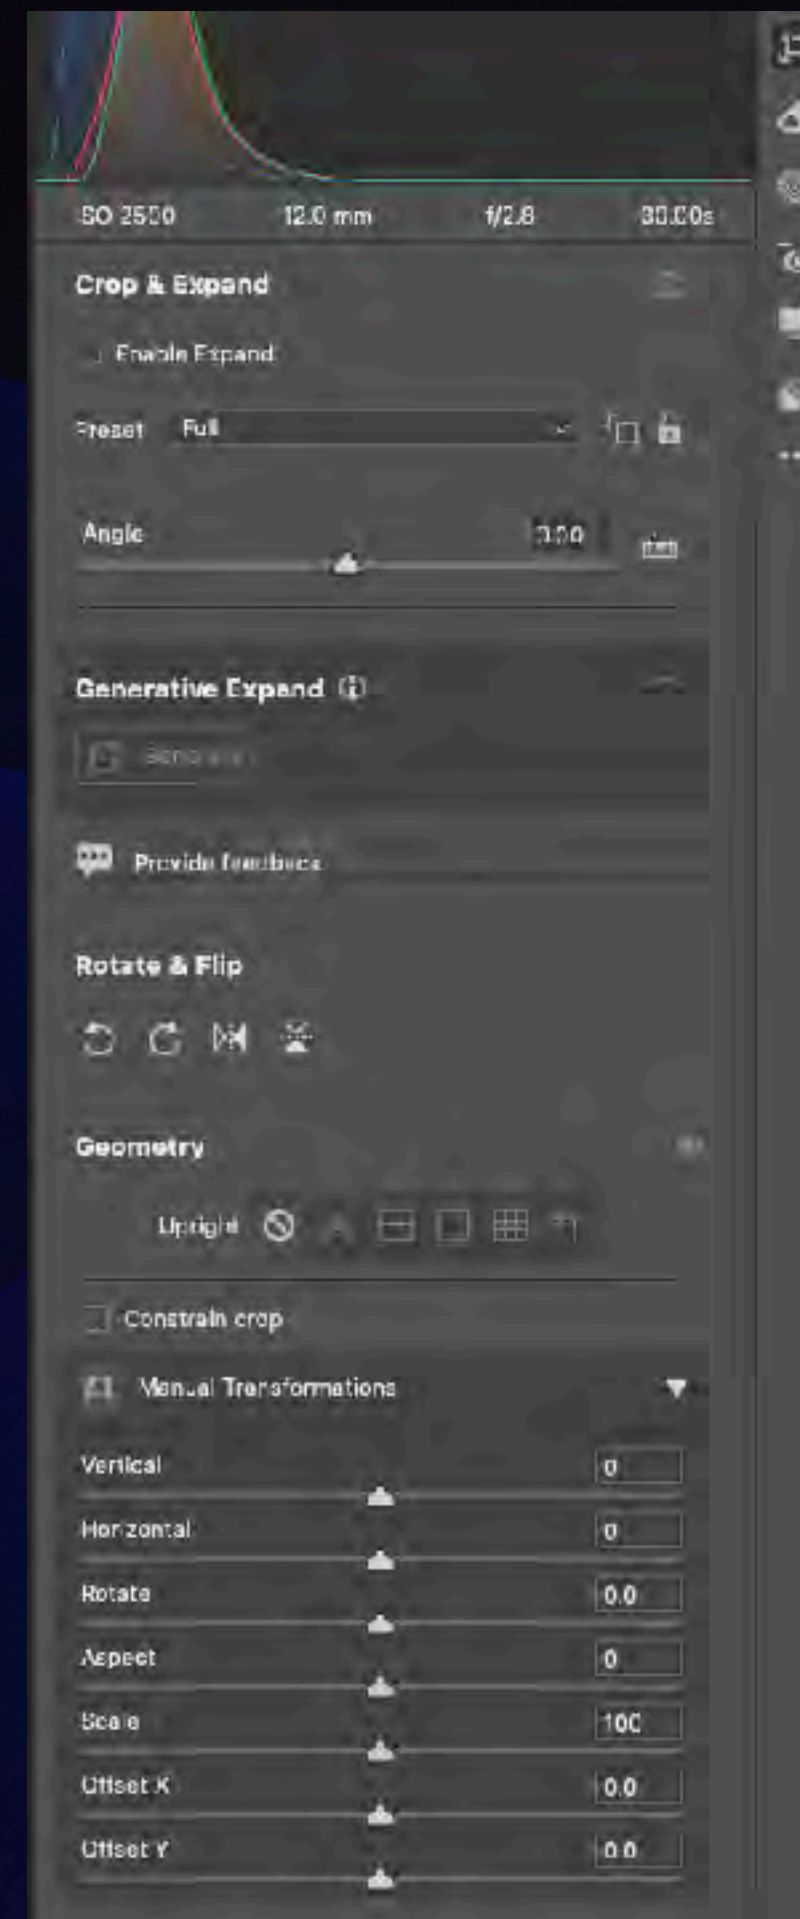 ISO 2500 12.0 mm f/2.8 30.00s
Crop & Expand
Enable Expand
Preset Full
Angle 0.00
Generative Expand
Provide feedback
Rotate & Flip
Geometry
Upright
Constrain crop
Manual Transformations
Vertical 0
Horizontal 0
Rotate 0.0
Aspect 0
Scale 100
Offset X 0.0
Offset Y 0.0